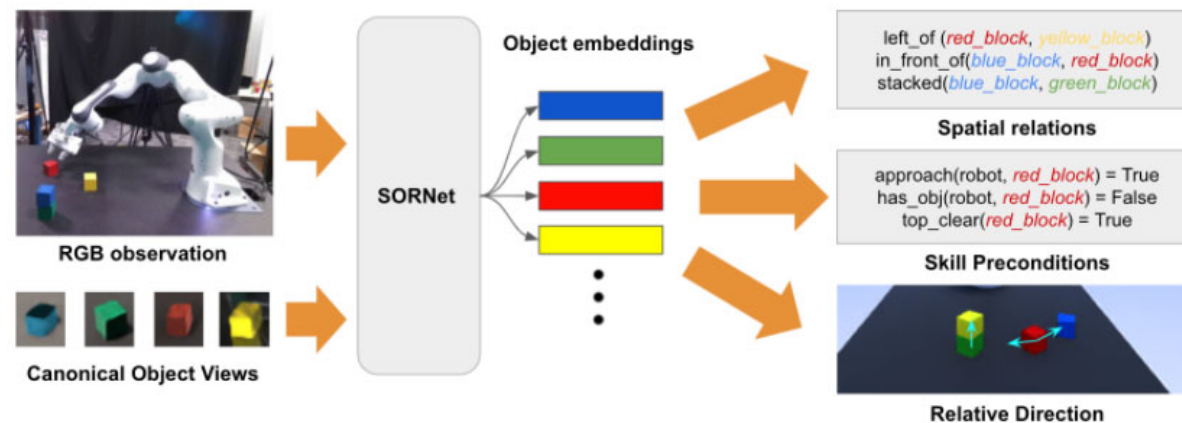 RGB observation
Canonical Object Views
SORNet
Object embeddings
left_of (red_block, yellow_block)
in_front_of(blue_block, red_block)
stacked(blue_block, green_block)
Spatial relations
approach(robot, red_block) = True
has_obj(robot, red_block) = False
top_clear(red_block) = True
Skill Preconditions
Relative Direction